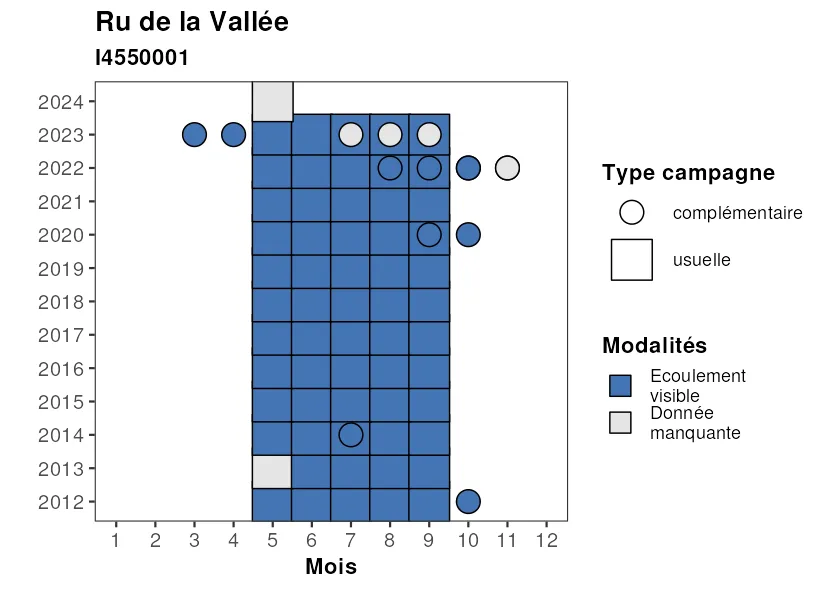 Ru de la Vallée
I4550001
2024
2023
2022
2021
2020
2019
2018
2017
2016
2015
2014
2013
2012
1 2 3 4 5 6 7 8 9 10 11 12
Mois
Type campagne
complémentaire
usuelle
Modalités
Ecoulement
visible
Donnée
manquante